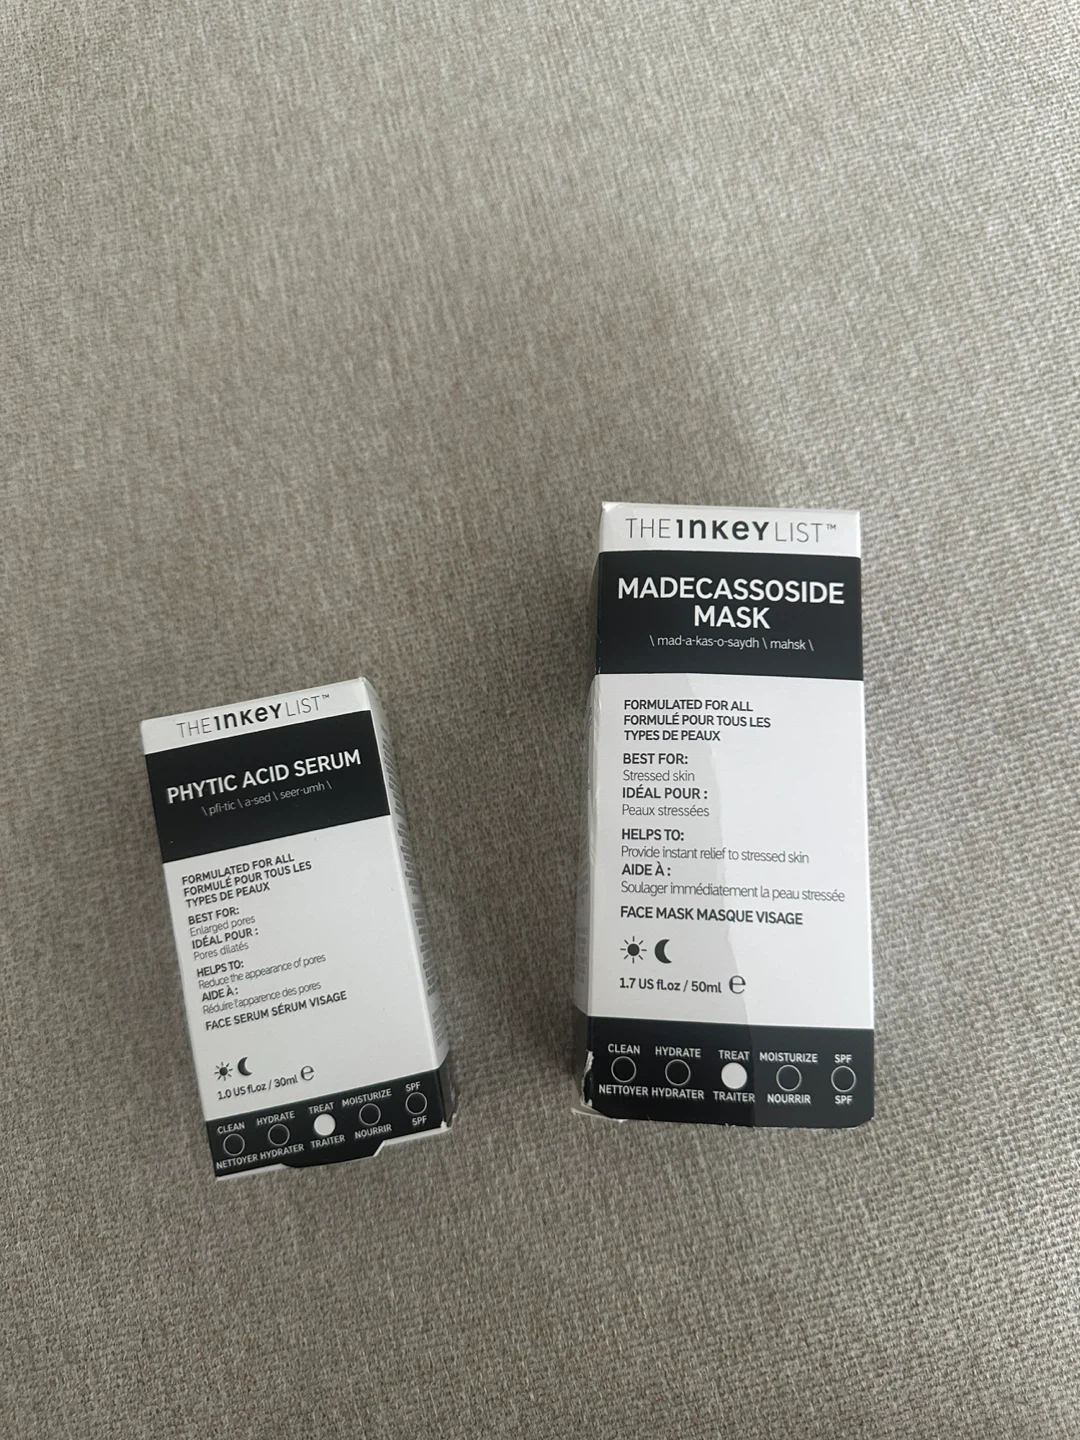 THE INKEY LIST™
PHYTIC ACID SERUM
\ pfi-tic \ a-sed \ seer-umh \
FORMULATED FOR ALL
FORMULÉ POUR TOUS LES
TYPES DE PEAUX
BEST FOR:
Enlarged pores
IDÉAL POUR :
Pores dilatés
HELPS TO:
Reduce the appearance of pores
AIDE À :
Réduire l'apparence des pores
FACE SERUM SÉRUM VISAGE
1.0 US fl.oz / 30ml ℮
CLEAN HYDRATE TREAT MOISTURIZE SPF
NETTOYER HYDRATER TRAITER NOURRIR SPF
THE INKEY LIST™
MADECASSOSIDE
MASK
\ mad-a-kas-o-saydh \ mahsk \
FORMULATED FOR ALL
FORMULÉ POUR TOUS LES
TYPES DE PEAUX
BEST FOR:
Stressed skin
IDÉAL POUR :
Peaux stressées
HELPS TO:
Provide instant relief to stressed skin
AIDE À :
Soulager immédiatement la peau stressée
FACE MASK MASQUE VISAGE
1.7 US fl.oz / 50ml ℮
CLEAN HYDRATE TREAT MOISTURIZE SPF
NETTOYER HYDRATER TRAITER NOURRIR SPF